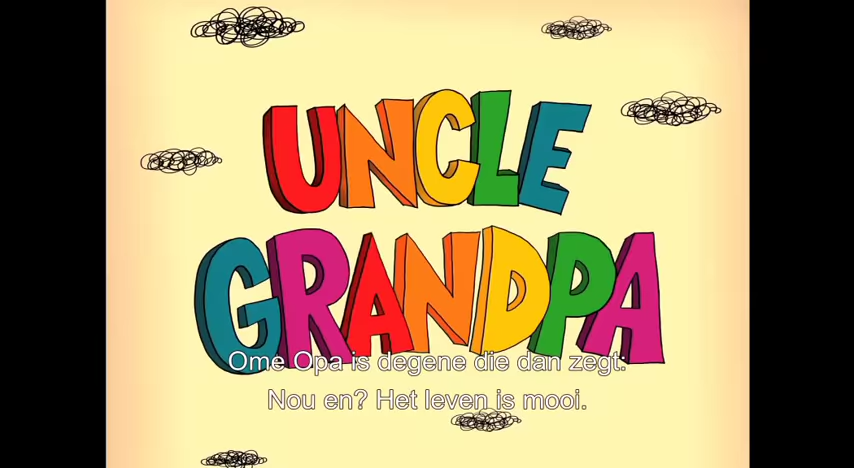 UNCLE
GRANDPA
Ome Opa is degene die dan zegt:
Nou en? Het leven is mooi.